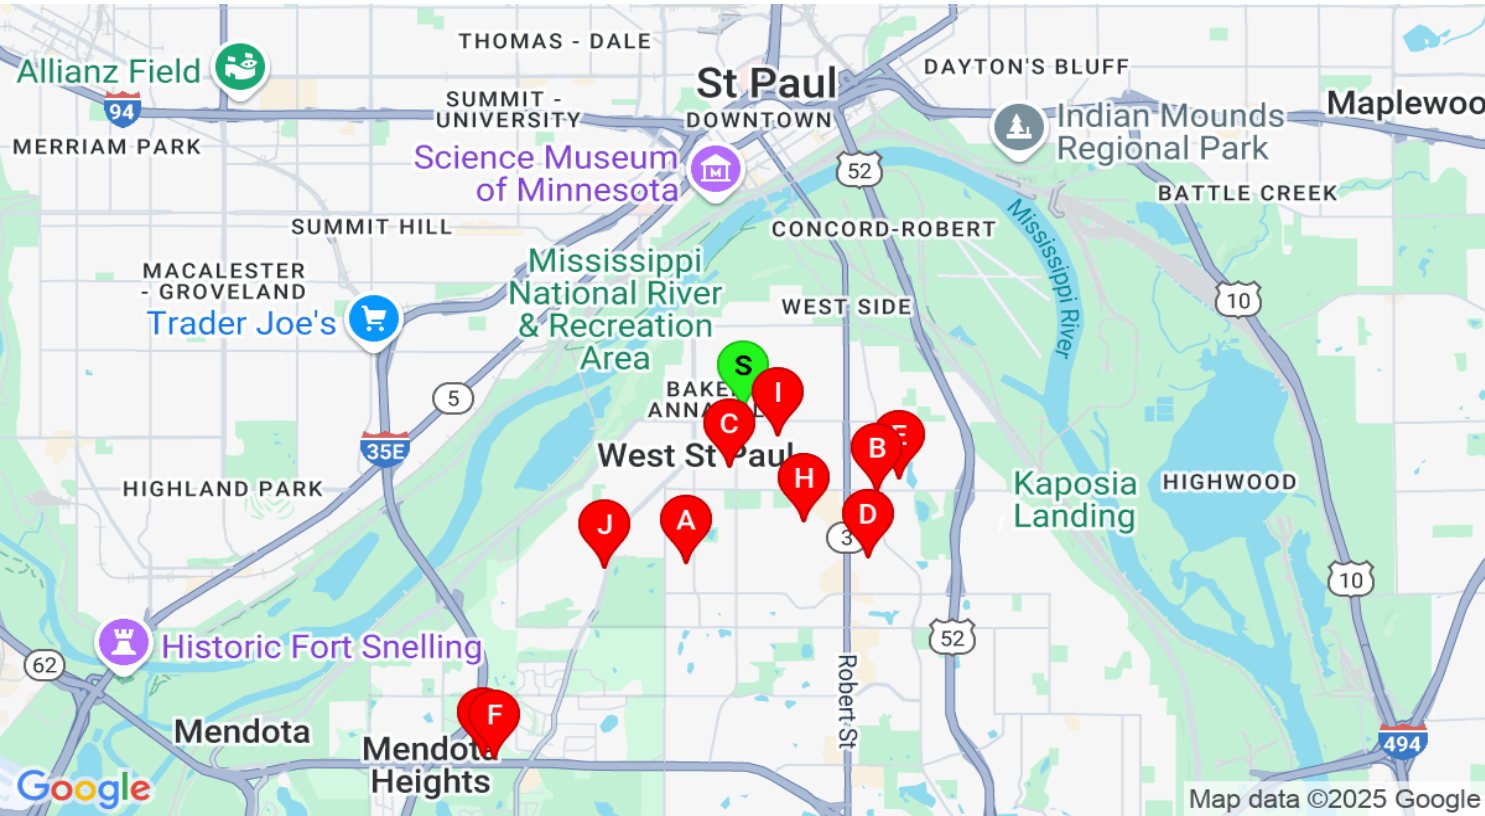 THOMAS - DALE
Allianz Field
94
MERRIAM PARK
SUMMIT -
UNIVERSITY
St Paul
DOWNTOWN
DAYTON'S BLUFF
Indian Mounds
Regional Park
Maplewoo
Science Museum
of Minnesota
52
BATTLE CREEK
SUMMIT HILL
CONCORD-ROBERT
Mississippi River
MACALESTER
- GROVELAND
Trader Joe's
Mississippi
National River
& Recreation
Area
WEST SIDE
10
S
I
5
C
West St Paul
35E
B
E
H
HIGHLAND PARK
Kaposia
Landing
HIGHWOOD
J
A
D
3
10
Historic Fort Snelling
62
52
Robert St
F
Mendota
Mendota
Heights
494
Google
Map data ©2025 Google